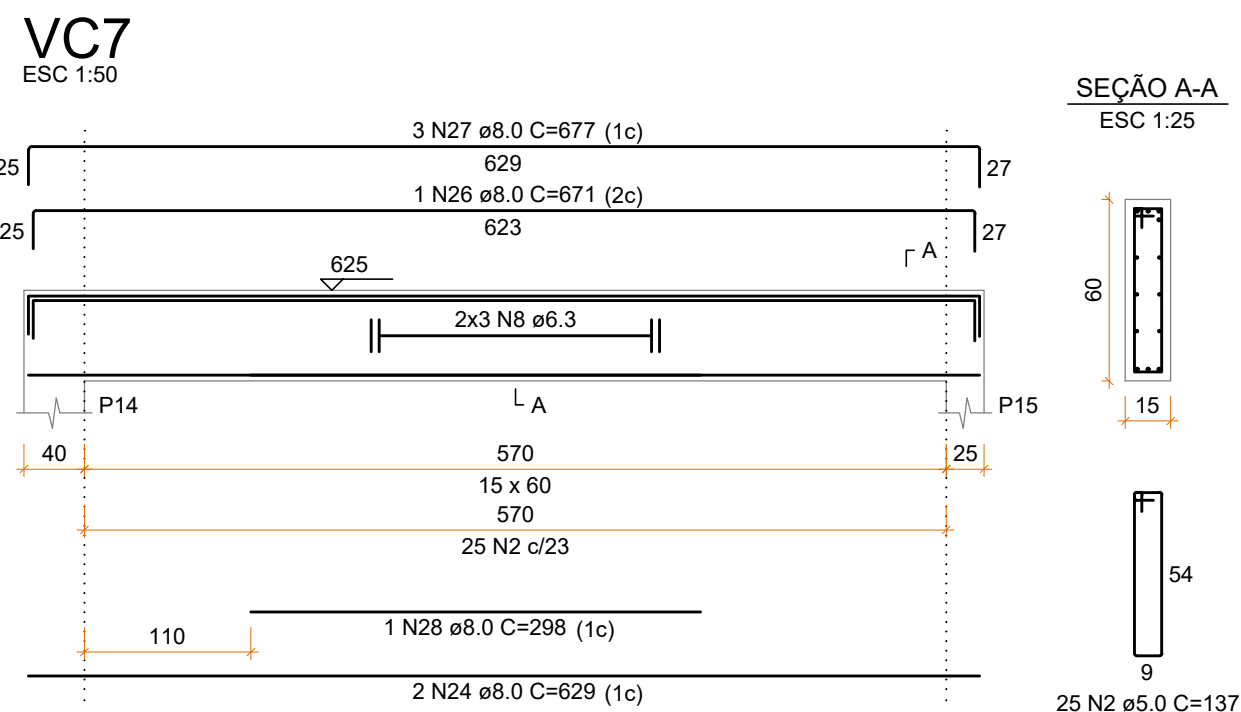 VC7
ESC 1:50
SEÇÃO A-A
ESC 1:25
3 N27 ø8.0 C=677 (1c)
25
629
27
1 N26 ø8.0 C=671 (2c)
25
623
27
A
625
2x3 N8 ø6.3
60
P14
A
P15
15
40
570
25
15 x 60
570
25 N2 c/23
54
110
1 N28 ø8.0 C=298 (1c)
9
2 N24 ø8.0 C=629 (1c)
25 N2 ø5.0 C=137